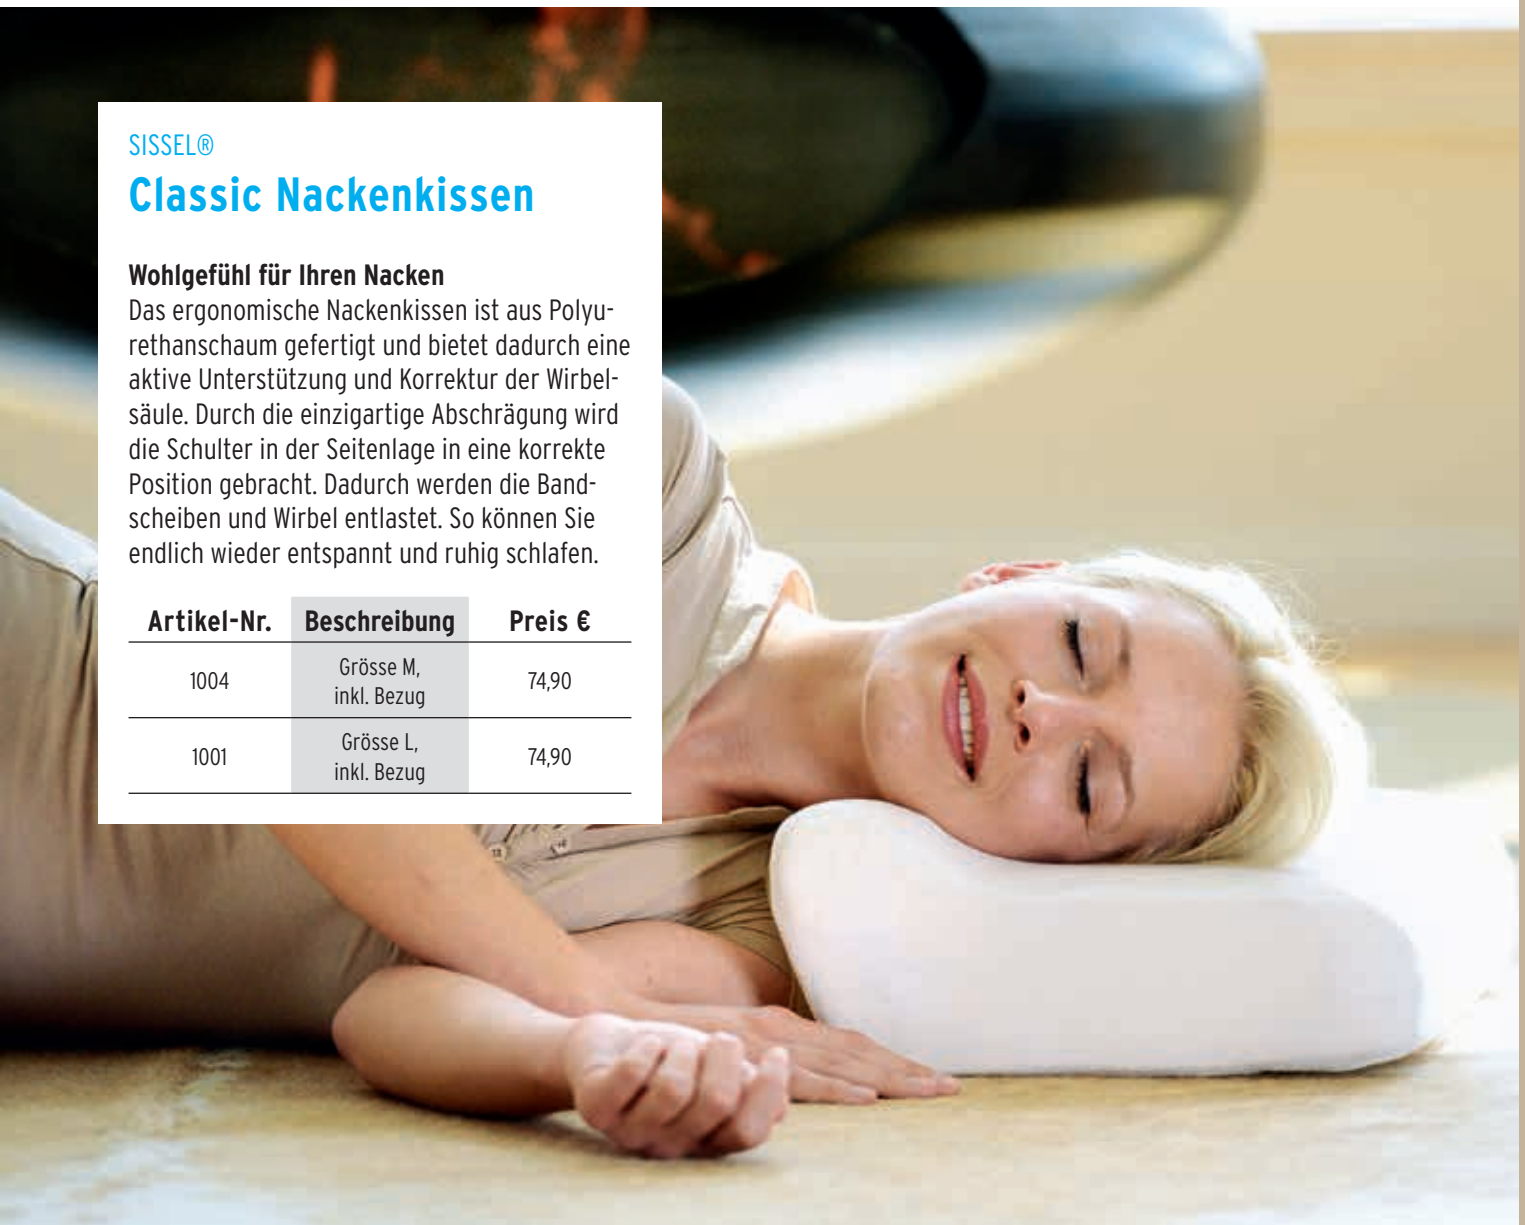 SISSEL®
Classic Nackenkissen
Wohlgefühl für Ihren Nacken
Das ergonomische Nackenkissen ist aus Polyu-
rethanschaum gefertigt und bietet dadurch eine
aktive Unterstützung und Korrektur der Wirbel-
säule. Durch die einzigartige Abschrägung wird
die Schulter in der Seitenlage in eine korrekte
Position gebracht. Dadurch werden die Band-
scheiben und Wirbel entlastet. So können Sie
endlich wieder entspannt und ruhig schlafen.
Artikel-Nr. Beschreibung Preis €
1004 Grösse M, 74,90
inkl. Bezug
1001 Grösse L, 74,90
inkl. Bezug